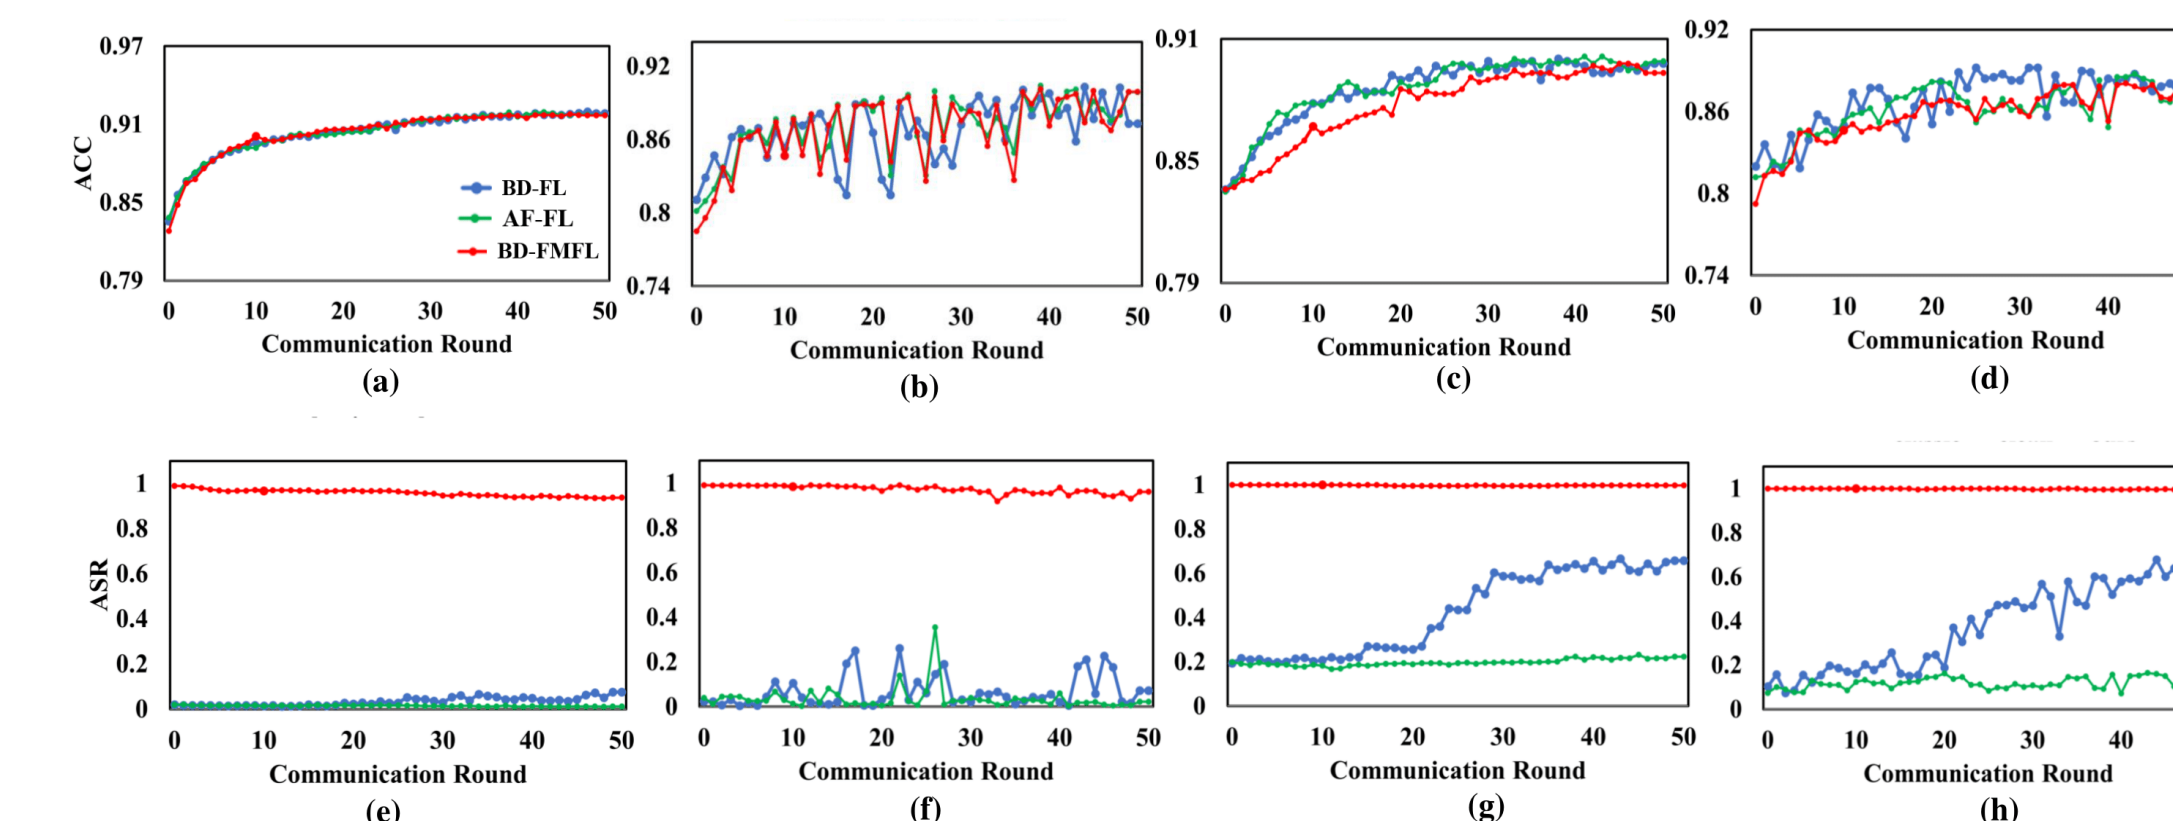 0.97
0.91
0.85
0.79
ACC
BD-FL
AF-FL
BD-FMFL
0 10 20 30 40 50
Communication Round
(a)
0.92
0.86
0.8
0.74
0 10 20 30 40 50
Communication Round
(b)
0.91
0.85
0.79
0 10 20 30 40 50
Communication Round
(c)
0.92
0.86
0.8
0.74
0 10 20 30 40
Communication Round
(d)
1
0.8
0.6
0.4
0.2
0
ASR
0 10 20 30 40 50
Communication Round
(e)
1
0.8
0.6
0.4
0.2
0
0 10 20 30 40 50
Communication Round
(f)
1
0.8
0.6
0.4
0.2
0
0 10 20 30 40 50
Communication Round
(g)
1
0.8
0.6
0.4
0.2
0
0 10 20 30 40
Communication Round
(h)